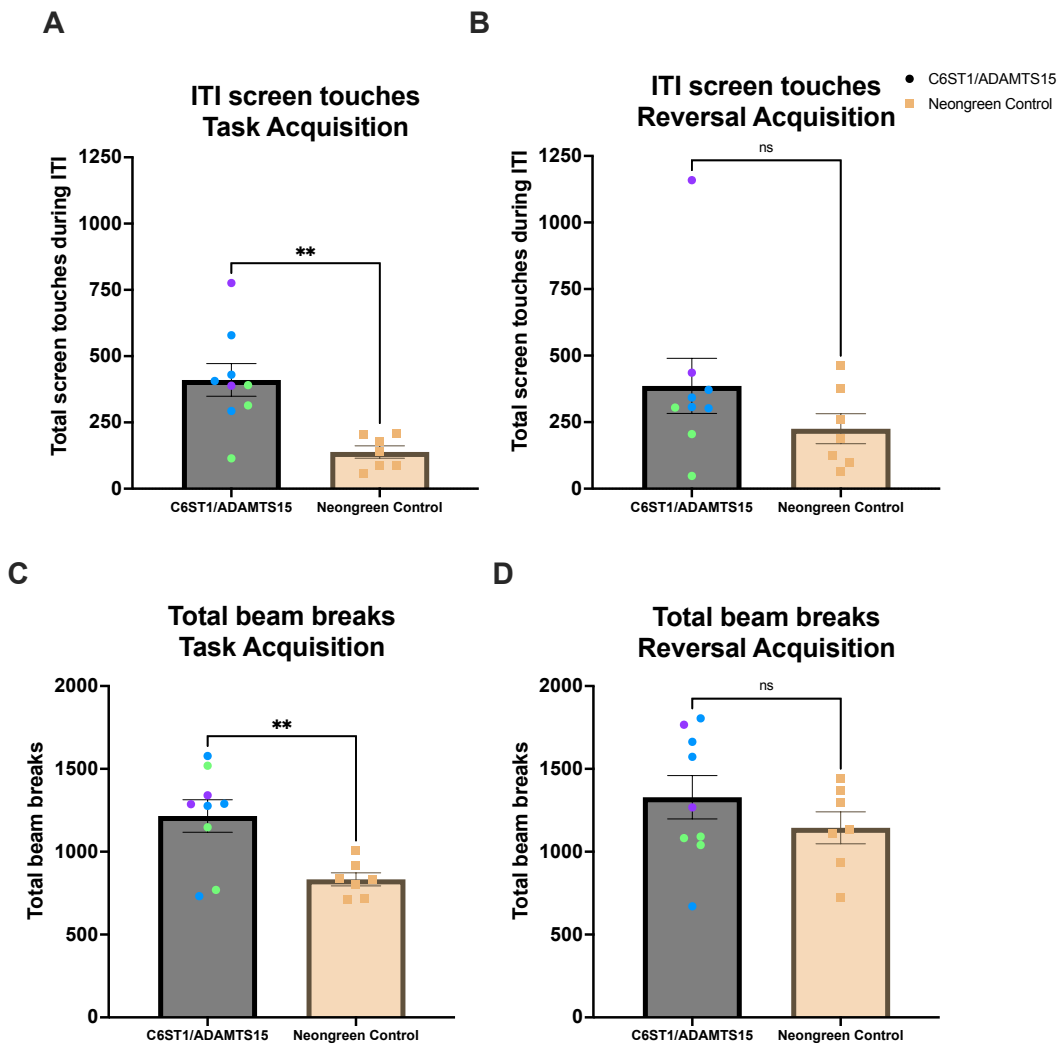 A
B
ITI screen touches
Task Acquisition
ITI screen touches
Reversal Acquisition
C6ST1/ADAMTS15
Neongreen Control
Total screen touches during ITI
1250
1000
750
500
250
0
**
C6ST1/ADAMTS15
Neongreen Control
Total screen touches during ITI
1250
1000
750
500
250
0
ns
C6ST1/ADAMTS15
Neongreen Control
C
D
Total beam breaks
Task Acquisition
Total beam breaks
Reversal Acquisition
Total beam breaks
2000
1500
1000
500
0
**
C6ST1/ADAMTS15
Neongreen Control
Total beam breaks
2000
1500
1000
500
0
ns
C6ST1/ADAMTS15
Neongreen Control